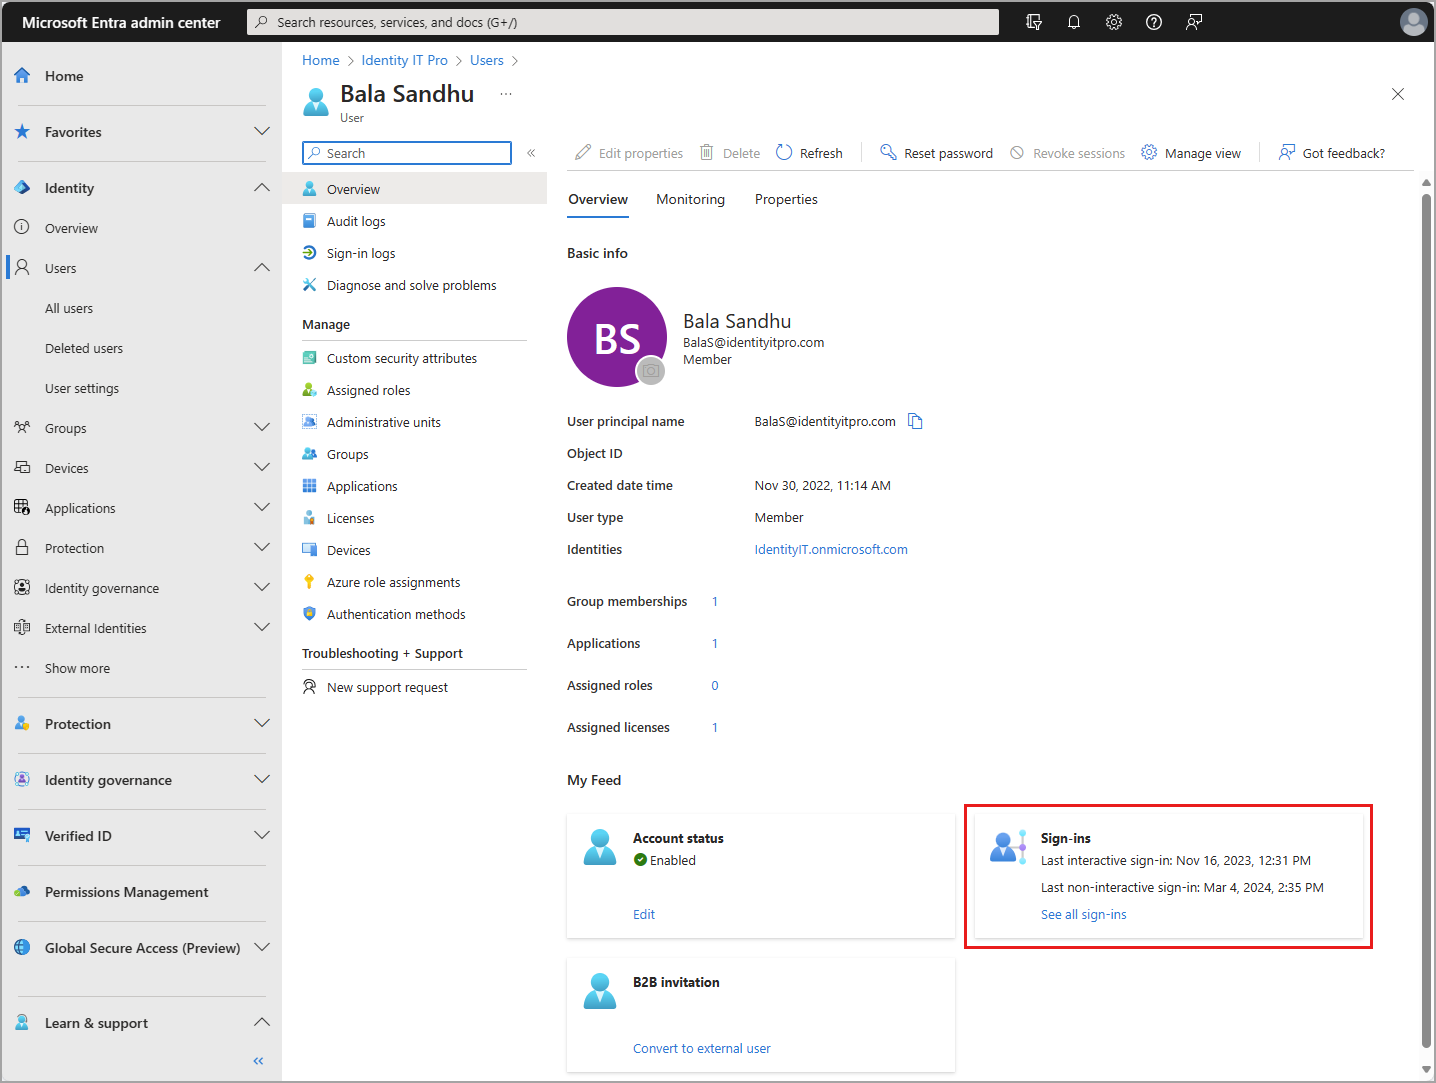 Microsoft Entra admin center
Search resources, services, and docs (G+/)
Home
Favorites
Identity
Overview
Users
All users
Deleted users
User settings
Groups
Devices
Applications
Protection
Identity governance
External Identities
Show more
Protection
Identity governance
Verified ID
Permissions Management
Global Secure Access (Preview)
Learn & support
Home > Identity IT Pro > Users >
Bala Sandhu
User
Search
Overview
Audit logs
Sign-in logs
Diagnose and solve problems
Manage
Custom security attributes
Assigned roles
Administrative units
Groups
Applications
Licenses
Devices
Azure role assignments
Authentication methods
Troubleshooting + Support
New support request
Edit properties Delete Refresh Reset password Revoke sessions Manage view Got feedback?
Overview Monitoring Properties
Basic info
BS
Bala Sandhu
BalaS@identityitpro.com
Member
User principal name BalaS@identityitpro.com
Object ID
Created date time Nov 30, 2022, 11:14 AM
User type Member
Identities IdentityIT.onmicrosoft.com
Group memberships 1
Applications 1
Assigned roles 0
Assigned licenses 1
My Feed
Account status
Enabled
Edit
Sign-ins
Last interactive sign-in: Nov 16, 2023, 12:31 PM
Last non-interactive sign-in: Mar 4, 2024, 2:35 PM
See all sign-ins
B2B invitation
Convert to external user